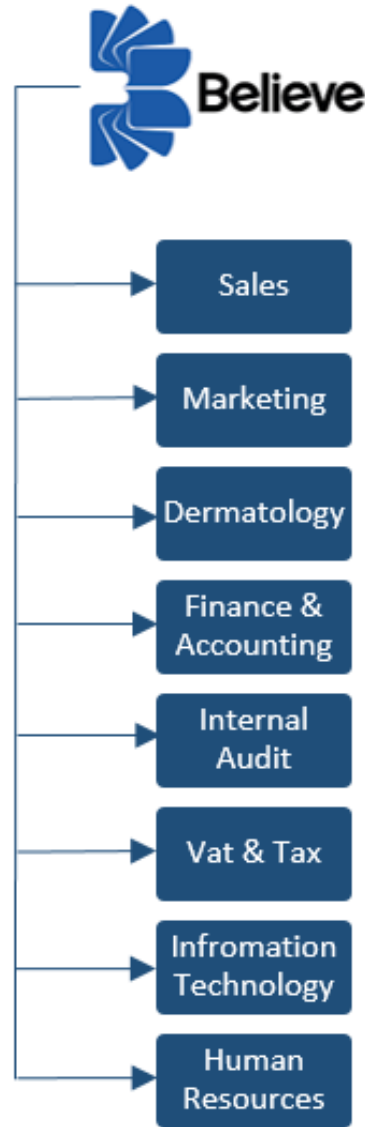 Believe
Sales
Marketing
Dermatology
Finance &
Accounting
Internal
Audit
Vat & Tax
Infromation
Technology
Human
Resources